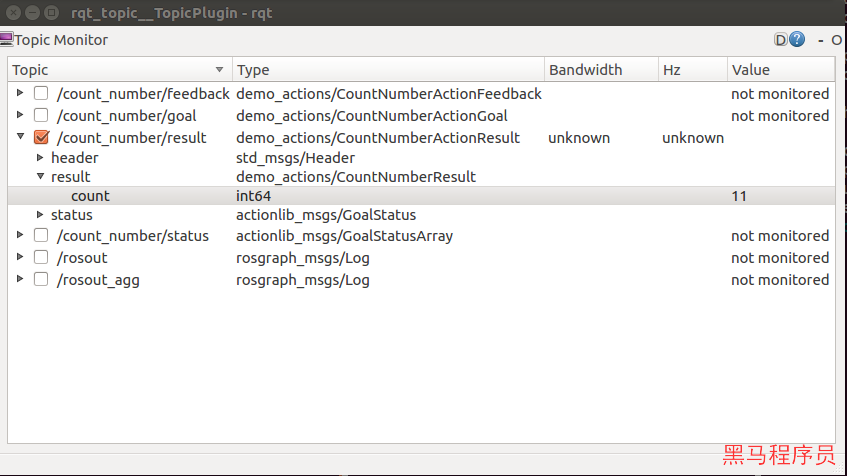 rqt_topic__TopicPlugin - rqt
Topic Monitor D ? - O
Topic Type Bandwidth Hz Value
/count_number/feedback demo_actions/CountNumberActionFeedback not monitored
/count_number/goal demo_actions/CountNumberActionGoal not monitored
/count_number/result demo_actions/CountNumberActionResult unknown unknown
header std_msgs/Header
result demo_actions/CountNumberResult
count int64 11
status actionlib_msgs/GoalStatus
/count_number/status actionlib_msgs/GoalStatusArray not monitored
/rosout rosgraph_msgs/Log not monitored
/rosout_agg rosgraph_msgs/Log not monitored
黑马程序员